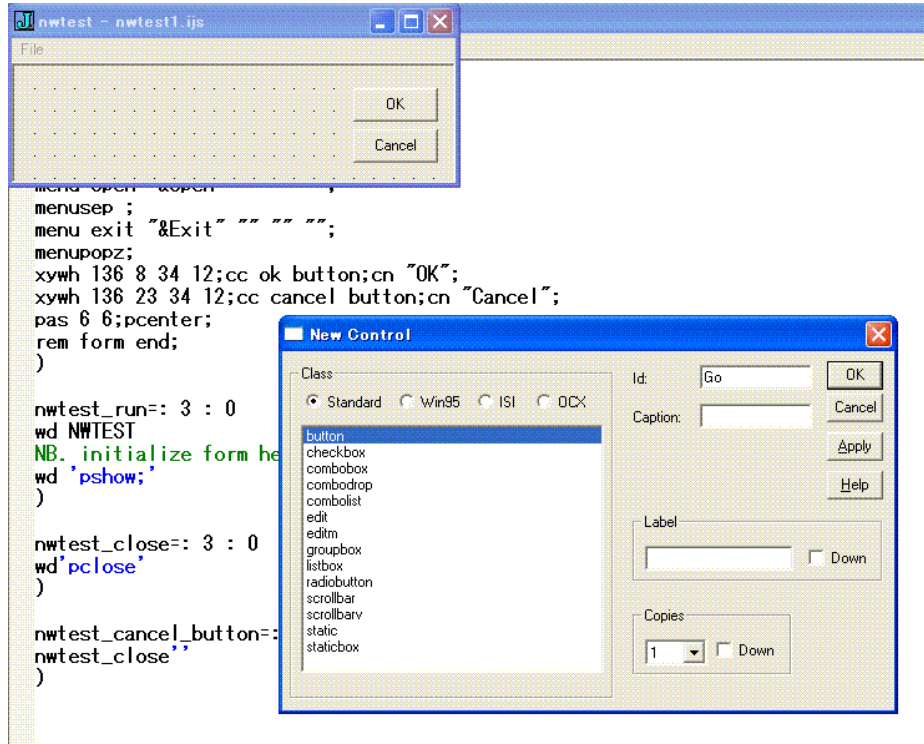 nwtest - nwtest1.ijs
File
OK
Cancel
menu open "&open
menusep ;
menu exit "&Exit" "" "" "";
menupopz;
xywh 136 8 34 12;cc ok button;cn "OK";
xywh 136 23 34 12;cc cancel button;cn "Cancel";
pas 6 6;pcenter;
rem form end;
)
nwtest_run=: 3 : 0
wd NWTEST
NB. initialize form he
wd 'pshow;'
)
nwtest_close=: 3 : 0
wd'pclose'
)
nwtest_cancel_button=:
nwtest_close''
)
New Control
Class
Standard Win95 ISI OCX
button
checkbox
combobox
combodrop
combolist
edit
editm
groupbox
listbox
radiobutton
scrollbar
scrollbarv
static
staticbox
Id: Go
Caption:
OK
Cancel
Apply
Help
Label
Down
Copies
1 Down